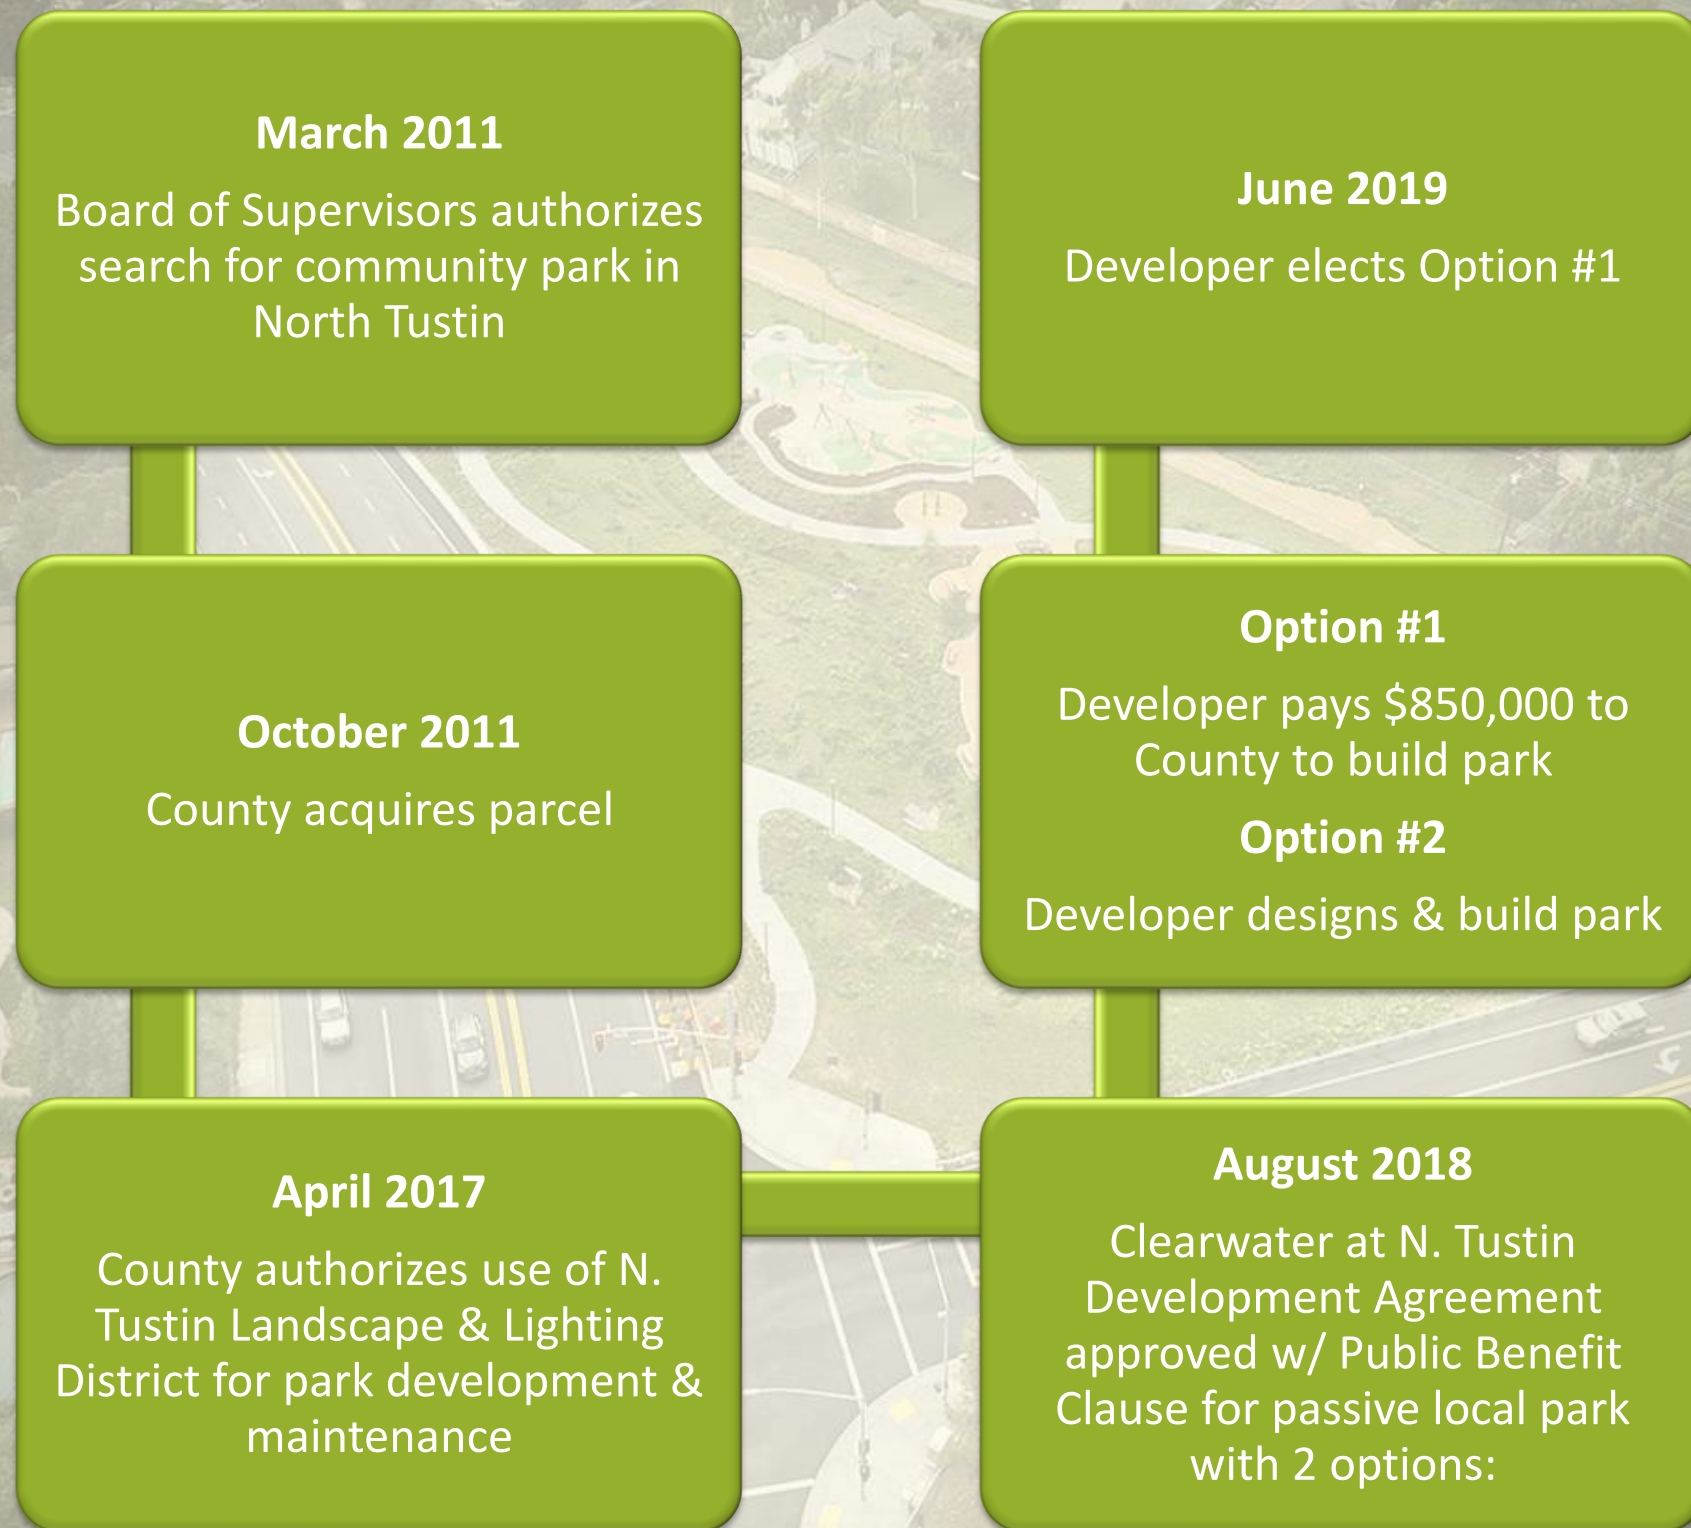 March 2011
Board of Supervisors authorizes
search for community park in
North Tustin
October 2011
County acquires parcel
April 2017
County authorizes use of N.
Tustin Landscape & Lighting
District for park development &
maintenance
August 2018
Clearwater at N. Tustin
Development Agreement
approved w/ Public Benefit
Clause for passive local park
with 2 options:
Option #1
Developer pays $850,000 to
County to build park
Option #2
Developer designs & build park
June 2019
Developer elects Option #1